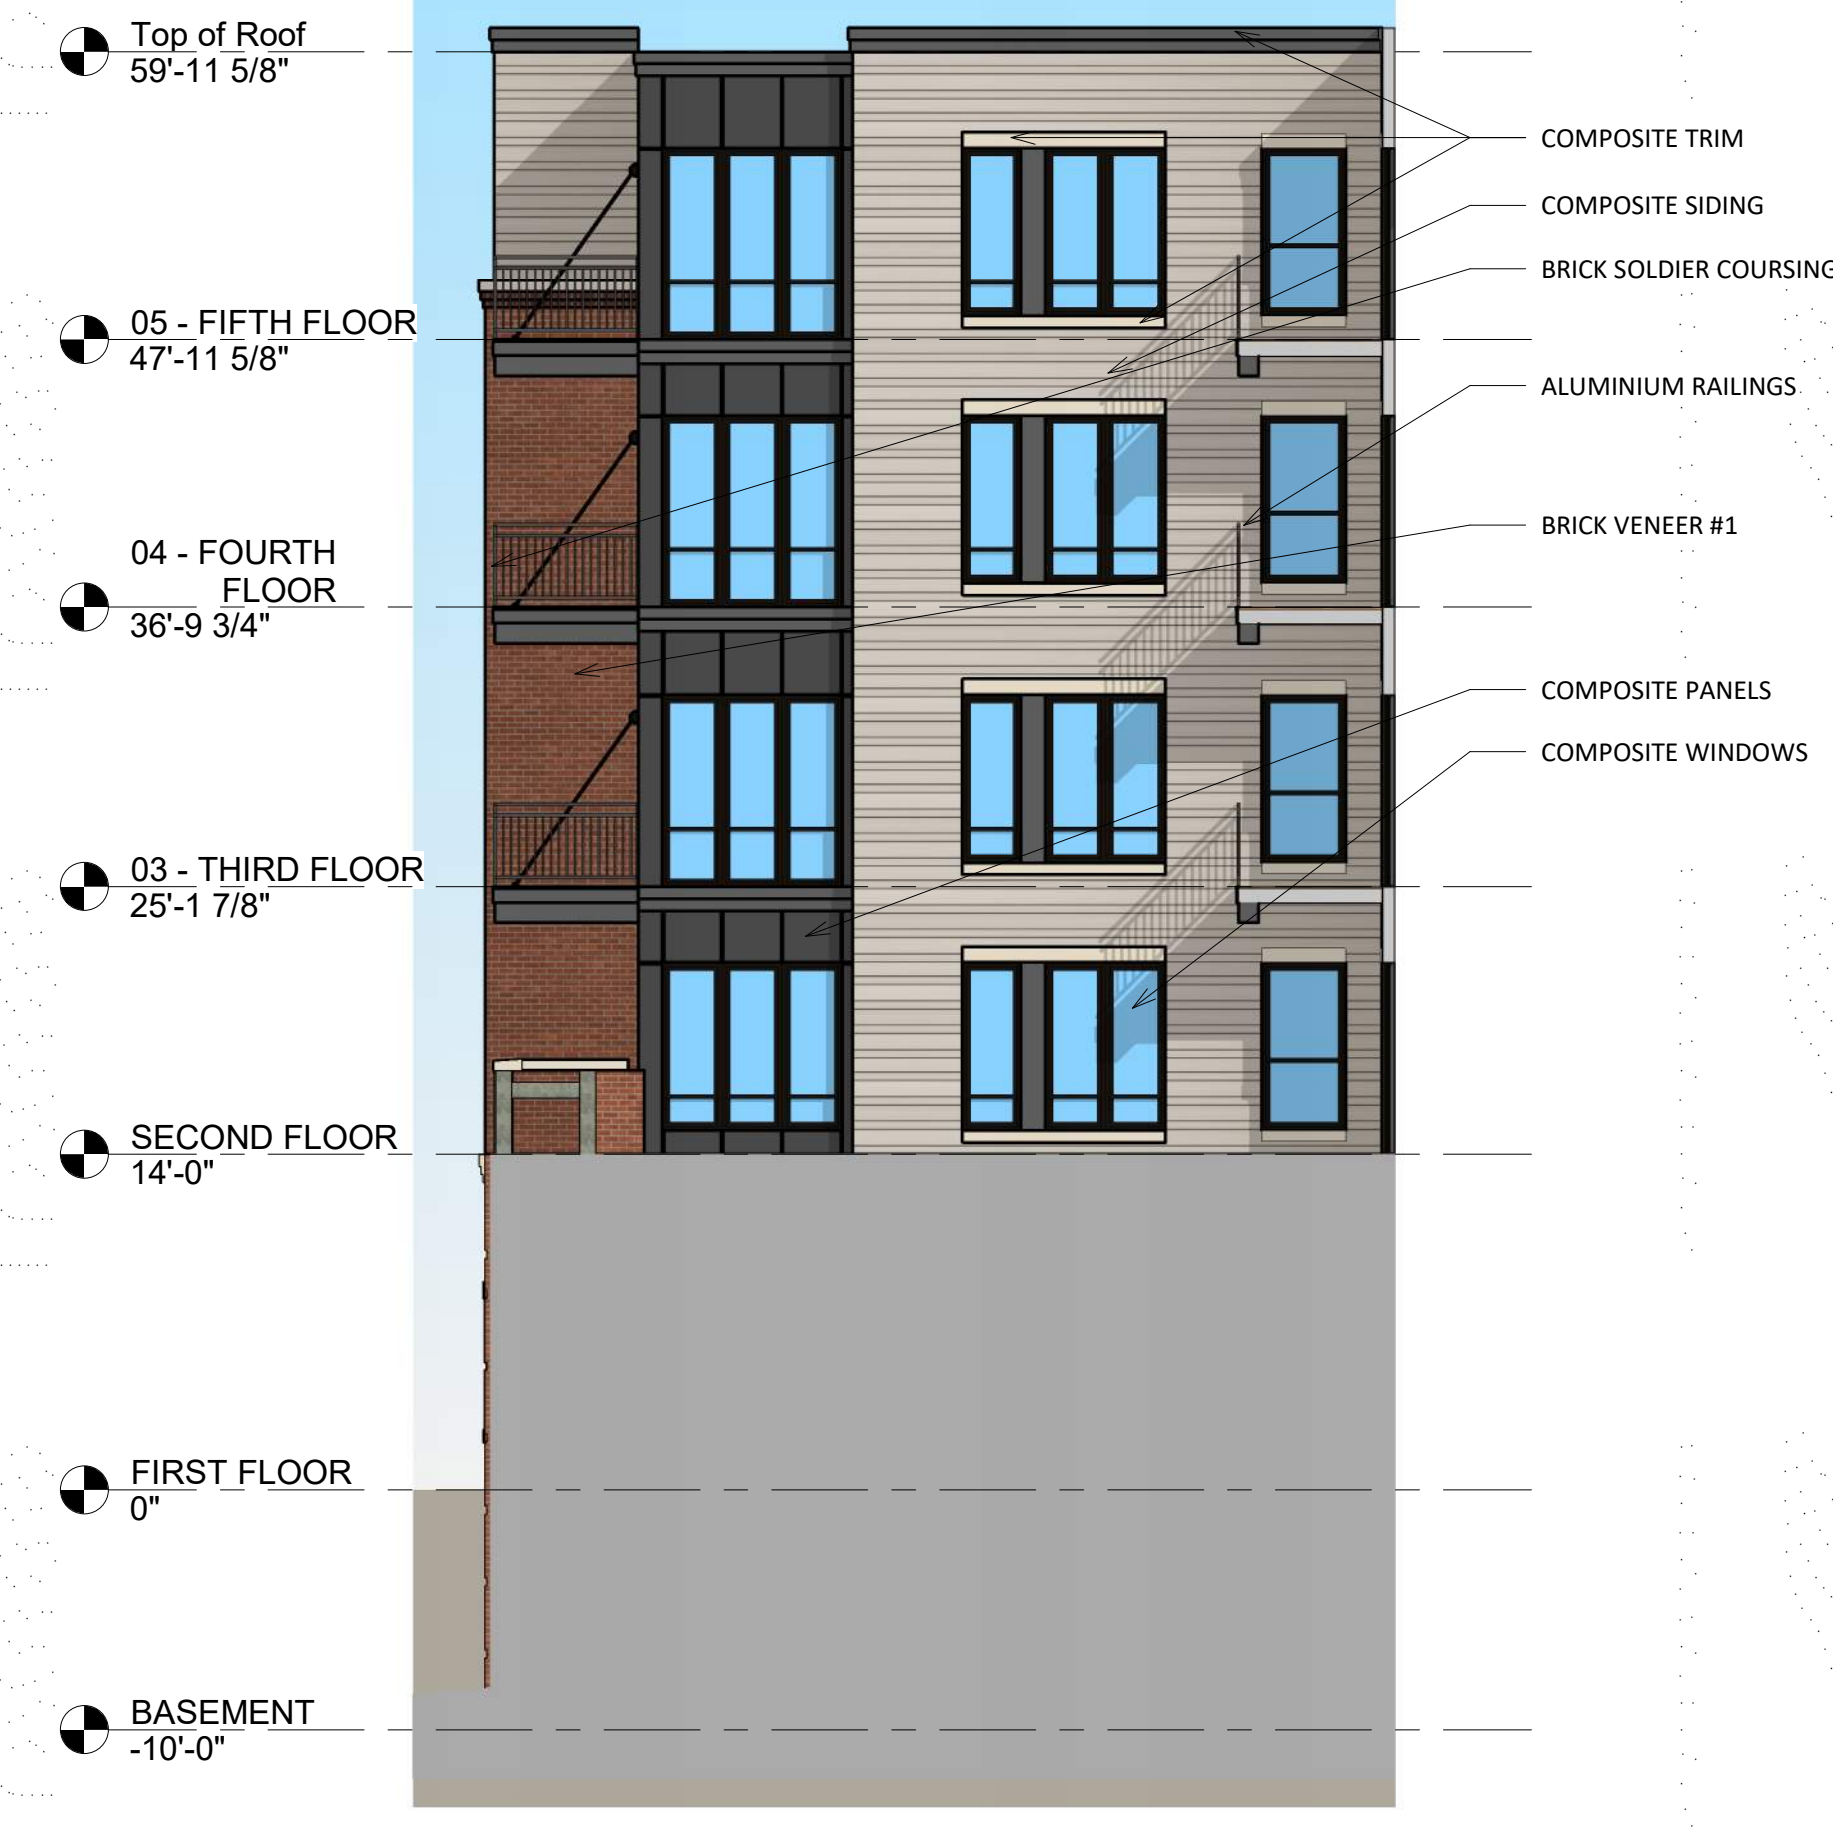 Top of Roof
59'-11 5/8"
COMPOSITE TRIM
COMPOSITE SIDING
BRICK SOLDIER COURSING
05 - FIFTH FLOOR
47'-11 5/8"
ALUMINIUM RAILINGS
BRICK VENEER #1
04 - FOURTH
FLOOR
36'-9 3/4"
COMPOSITE PANELS
COMPOSITE WINDOWS
03 - THIRD FLOOR
25'-1 7/8"
SECOND FLOOR
14'-0"
FIRST FLOOR
0"
BASEMENT
-10'-0"